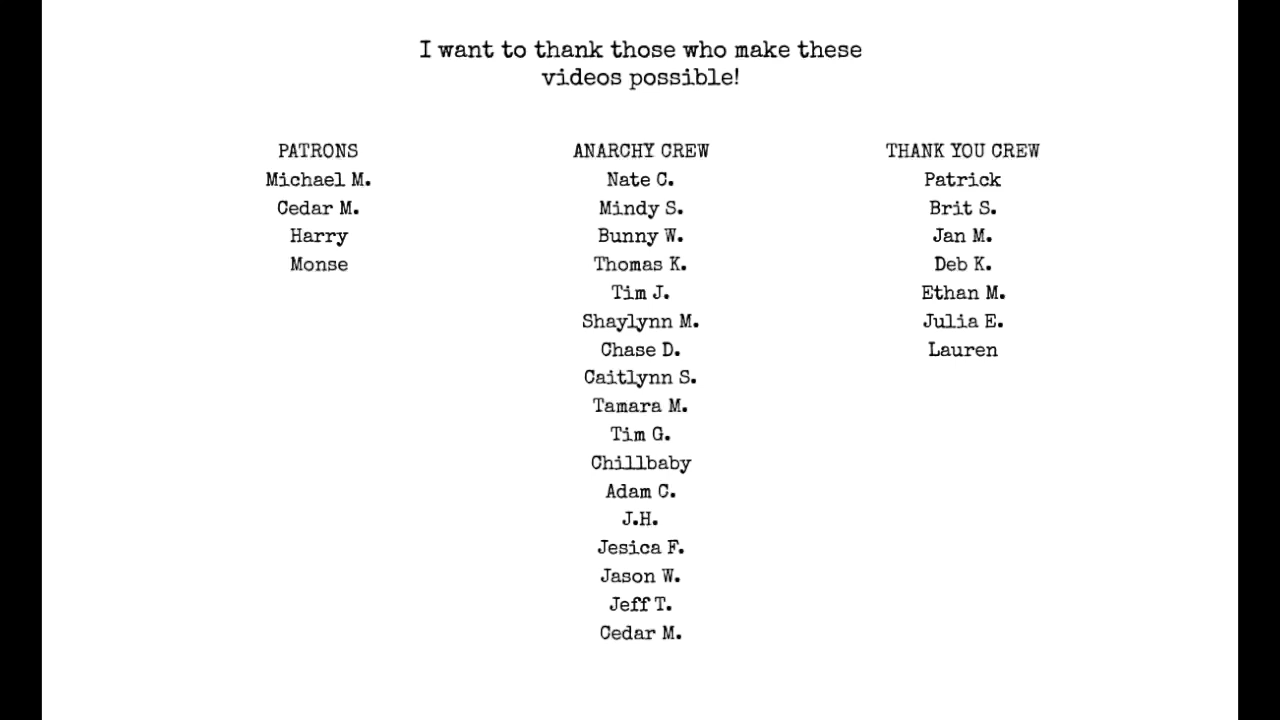 I want to thank those who make these
videos possible!
PATRONS
Michael M.
Cedar M.
Harry
Monse
ANARCHY CREW
Nate C.
Mindy S.
Bunny W.
Thomas K.
Tim J.
Shaylynn M.
Chase D.
Caitlynn S.
Tamara M.
Tim G.
Chillbaby
Adam C.
J.H.
Jesica F.
Jason W.
Jeff T.
Cedar M.
THANK YOU CREW
Patrick
Brit S.
Jan M.
Deb K.
Ethan M.
Julia E.
Lauren